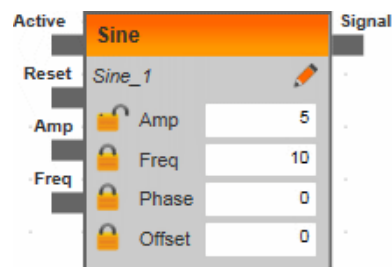 Active
Signal
Sine
Reset
Sine_1
Amp
Amp 5
Freq 10
Freq
Phase 0
Offset 0